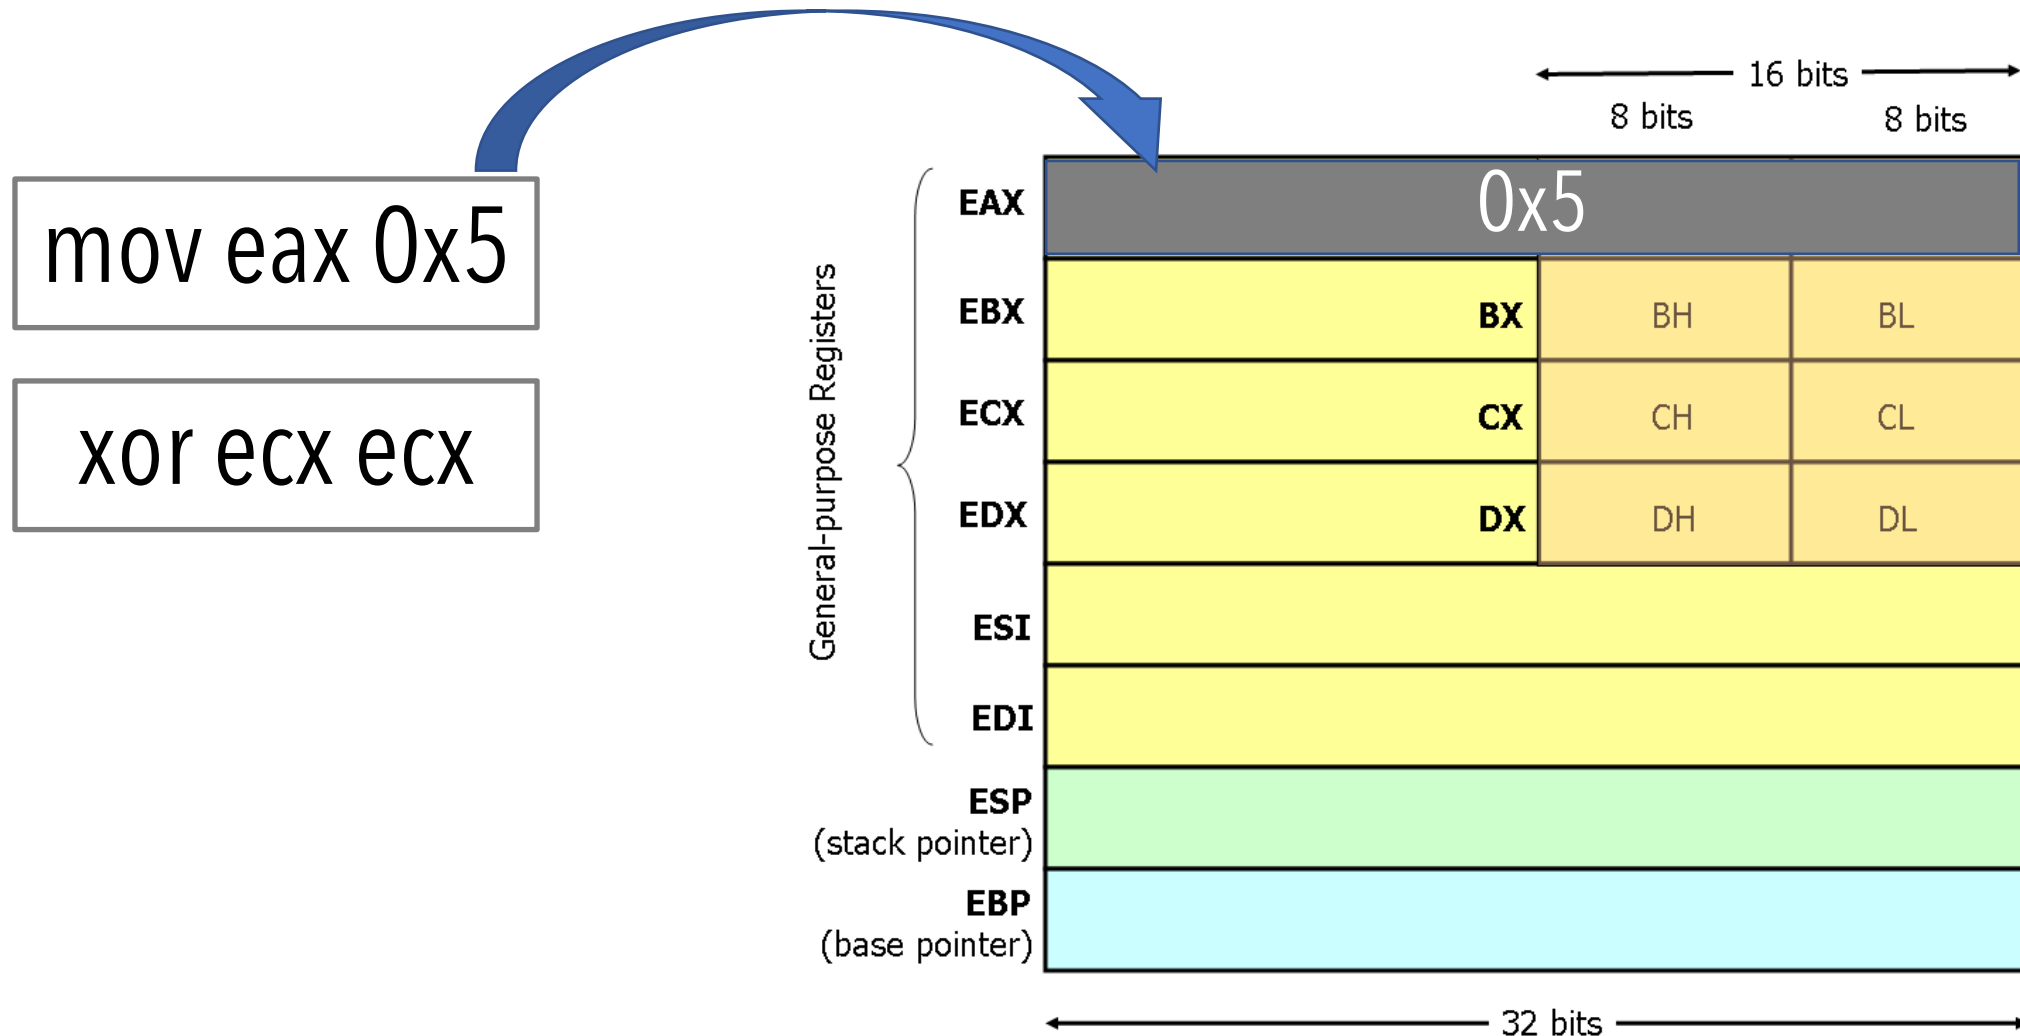 mov eax 0x5
xor ecx ecx
16 bits
8 bits 8 bits
General-purpose Registers
EAX 0x5
EBX BX BH BL
ECX CX CH CL
EDX DX DH DL
ESI
EDI
ESP
(stack pointer)
EBP
(base pointer)
32 bits